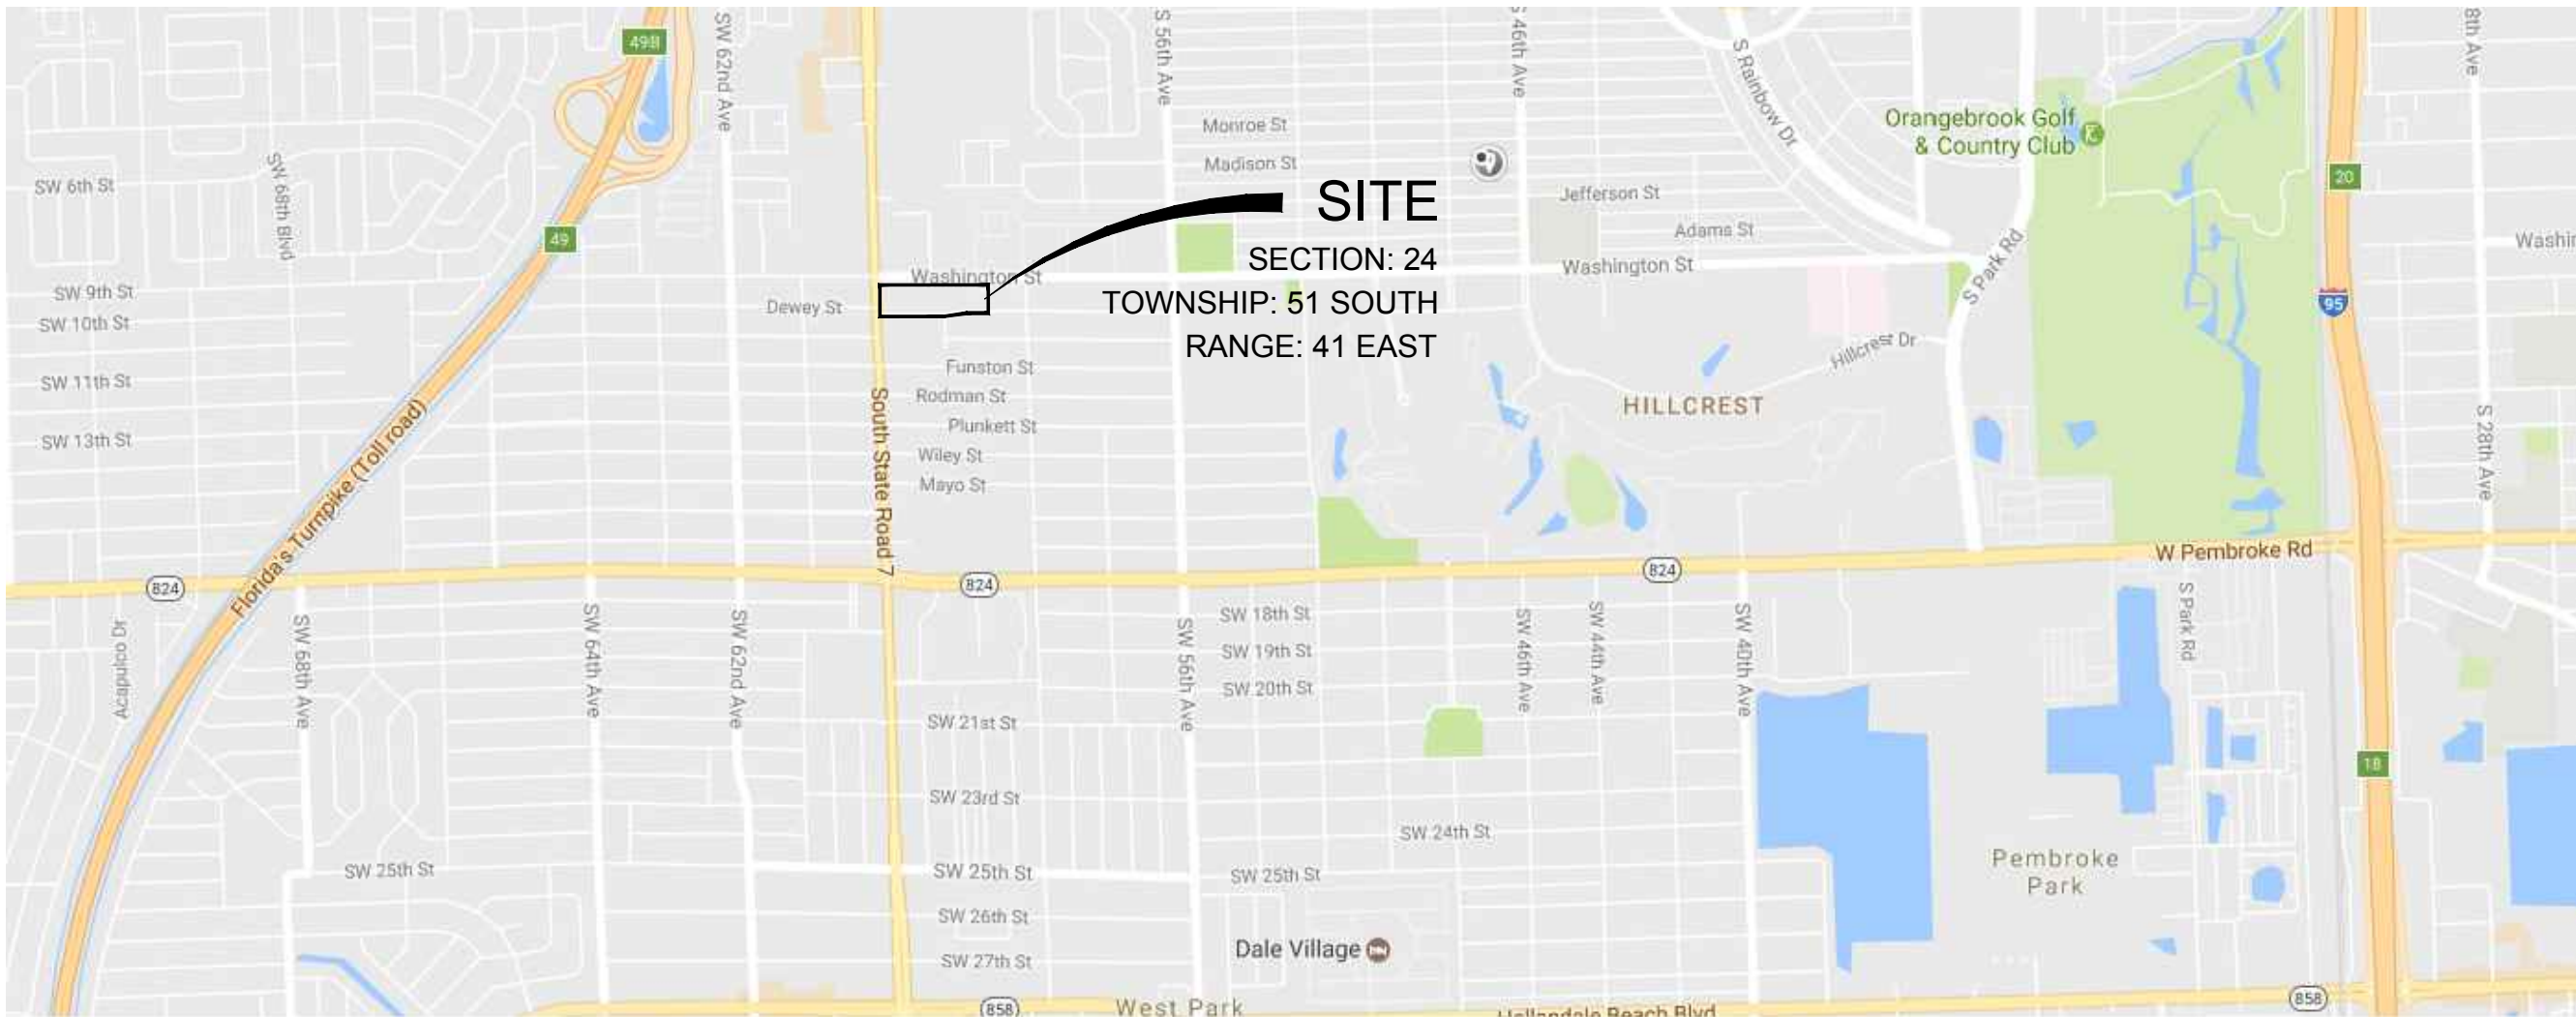 49B
SW 62nd Ave
S 56th Ave
S 46th Ave
S Rainbow Dr
8th Ave
Monroe St
Madison St
Orangebrook Golf
& Country Club
SW 6th St
SW 68th Blvd
49
20
Jefferson St
Adams St
SITE
SECTION: 24
TOWNSHIP: 51 SOUTH
RANGE: 41 EAST
Washington St
Washington St
Washin
S Park Rd
SW 9th St
SW 10th St
Dewey St
95
SW 11th St
SW 13th St
Funston St
Rodman St
Plunkett St
Wiley St
Mayo St
Hillcrest Dr
HILLCREST
South State Road 7
Florida's Turnpike (Toll road)
S 28th Ave
W Pembroke Rd
824
824
824
Acapulco Dr
SW 68th Ave
SW 64th Ave
SW 62nd Ave
SW 56th Ave
SW 18th St
SW 19th St
SW 20th St
SW 46th Ave
SW 44th Ave
SW 40th Ave
S Park Rd
SW 21st St
SW 23rd St
SW 24th St
18
SW 25th St
SW 25th St
SW 25th St
Pembroke
Park
SW 26th St
SW 27th St
Dale Village
858
West Park
Hallandale Beach Blvd
858